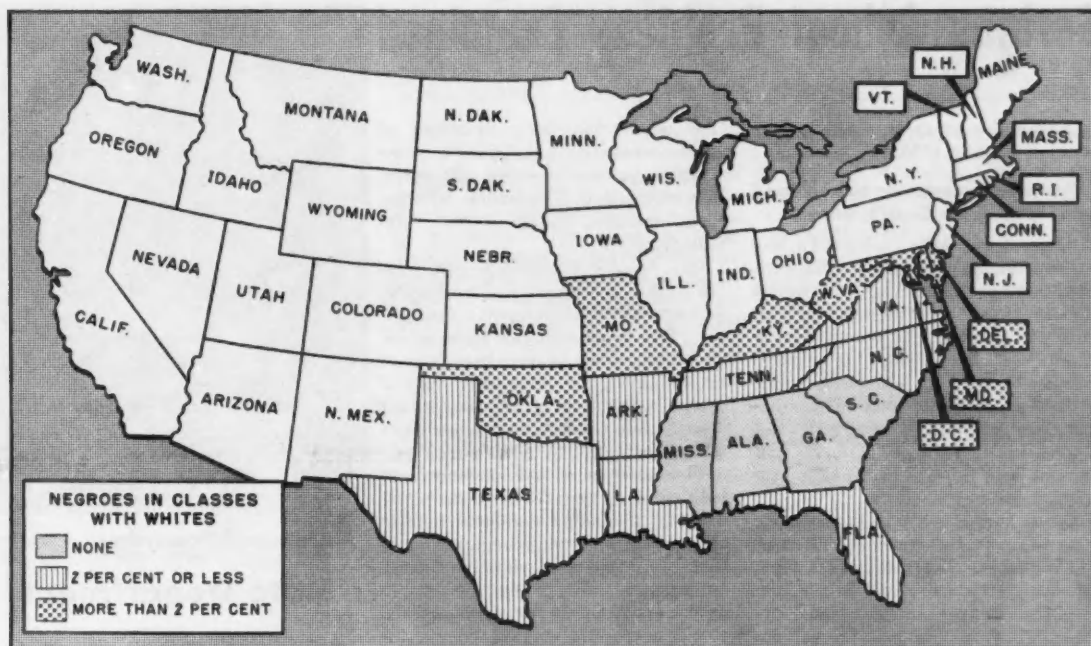 WASH.
OREGON
CALIF.
NEVADA
IDAHO
MONTANA
WYOMING
UTAH
COLORADO
ARIZONA
N. MEX.
N. DAK.
S. DAK.
NEBR.
KANSAS
OKLA.
TEXAS
MINN.
IOWA
MO.
ARK.
LA.
WIS.
ILL.
MICH.
IND.
OHIO
KY.
TENN.
MISS.
ALA.
GA.
FLA.
S. C.
N. C.
VA.
W. VA.
PA.
N. Y.
MAINE
N. H.
VT.
MASS.
R. I.
CONN.
N. J.
DEL.
MD.
D. C.
NEGROES IN CLASSES
WITH WHITES
NONE
2 PER CENT OR LESS
MORE THAN 2 PER CENT